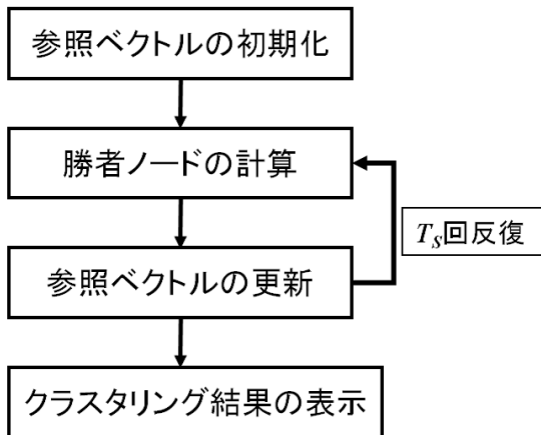 参照ベクトルの初期化
勝者ノードの計算
T_S回反復
参照ベクトルの更新
クラスタリング結果の表示